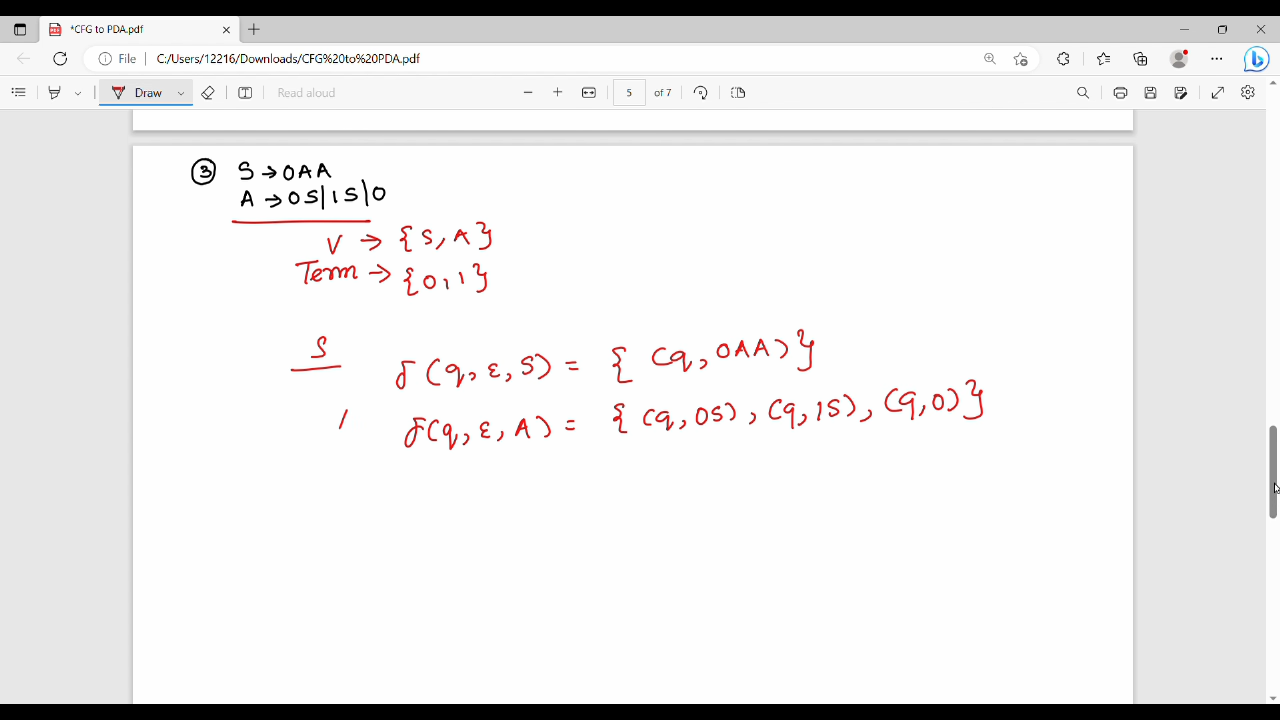 *CFG to PDA.pdf
File C:/Users/12216/Downloads/CFG%20to%20PDA.pdf
Draw Read aloud 5 of 7
③ S → 0AA
A → 0S|1S|0
V → {S, A}
Term → {0, 1}
S δ(q, ε, S) = { (q, 0AA) }
δ(q, ε, A) = { (q, 0S), (q, 1S), (q, 0) }